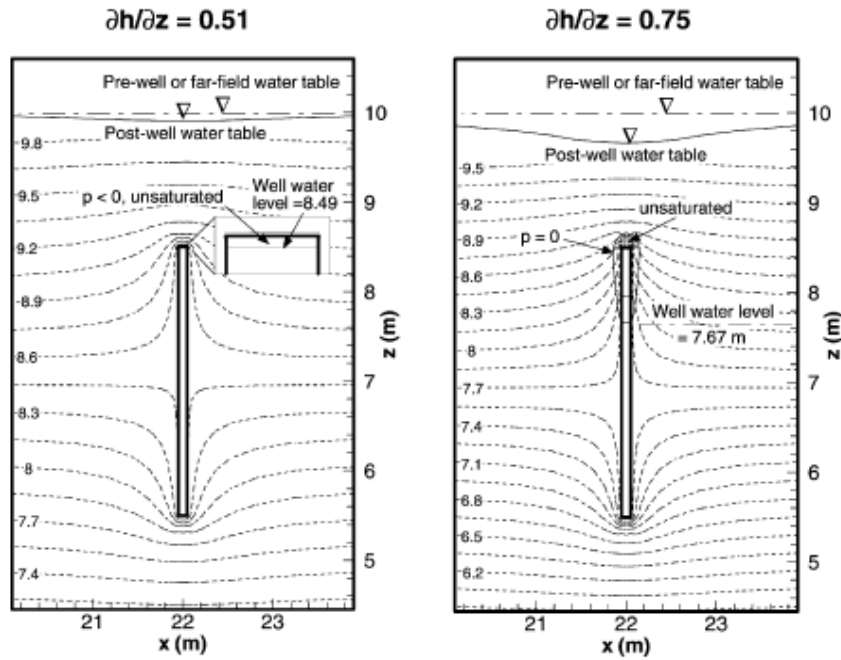 ∂h/∂z = 0.51
Pre-well or far-field water table
Post-well water table
p < 0, unsaturated
Well water
level =8.49
9.8
9.5
9.2
8.9
8.6
8.3
8
7.7
7.4
10
9
8
7
6
5
z (m)
21
22
23
x (m)
∂h/∂z = 0.75
Pre-well or far-field water table
Post-well water table
unsaturated
p = 0
Well water level
= 7.67 m
9.5
9.2
8.9
8.6
8.3
8
7.7
7.4
7.1
6.8
6.5
6.2
10
9
8
7
6
5
z (m)
21
22
23
x (m)